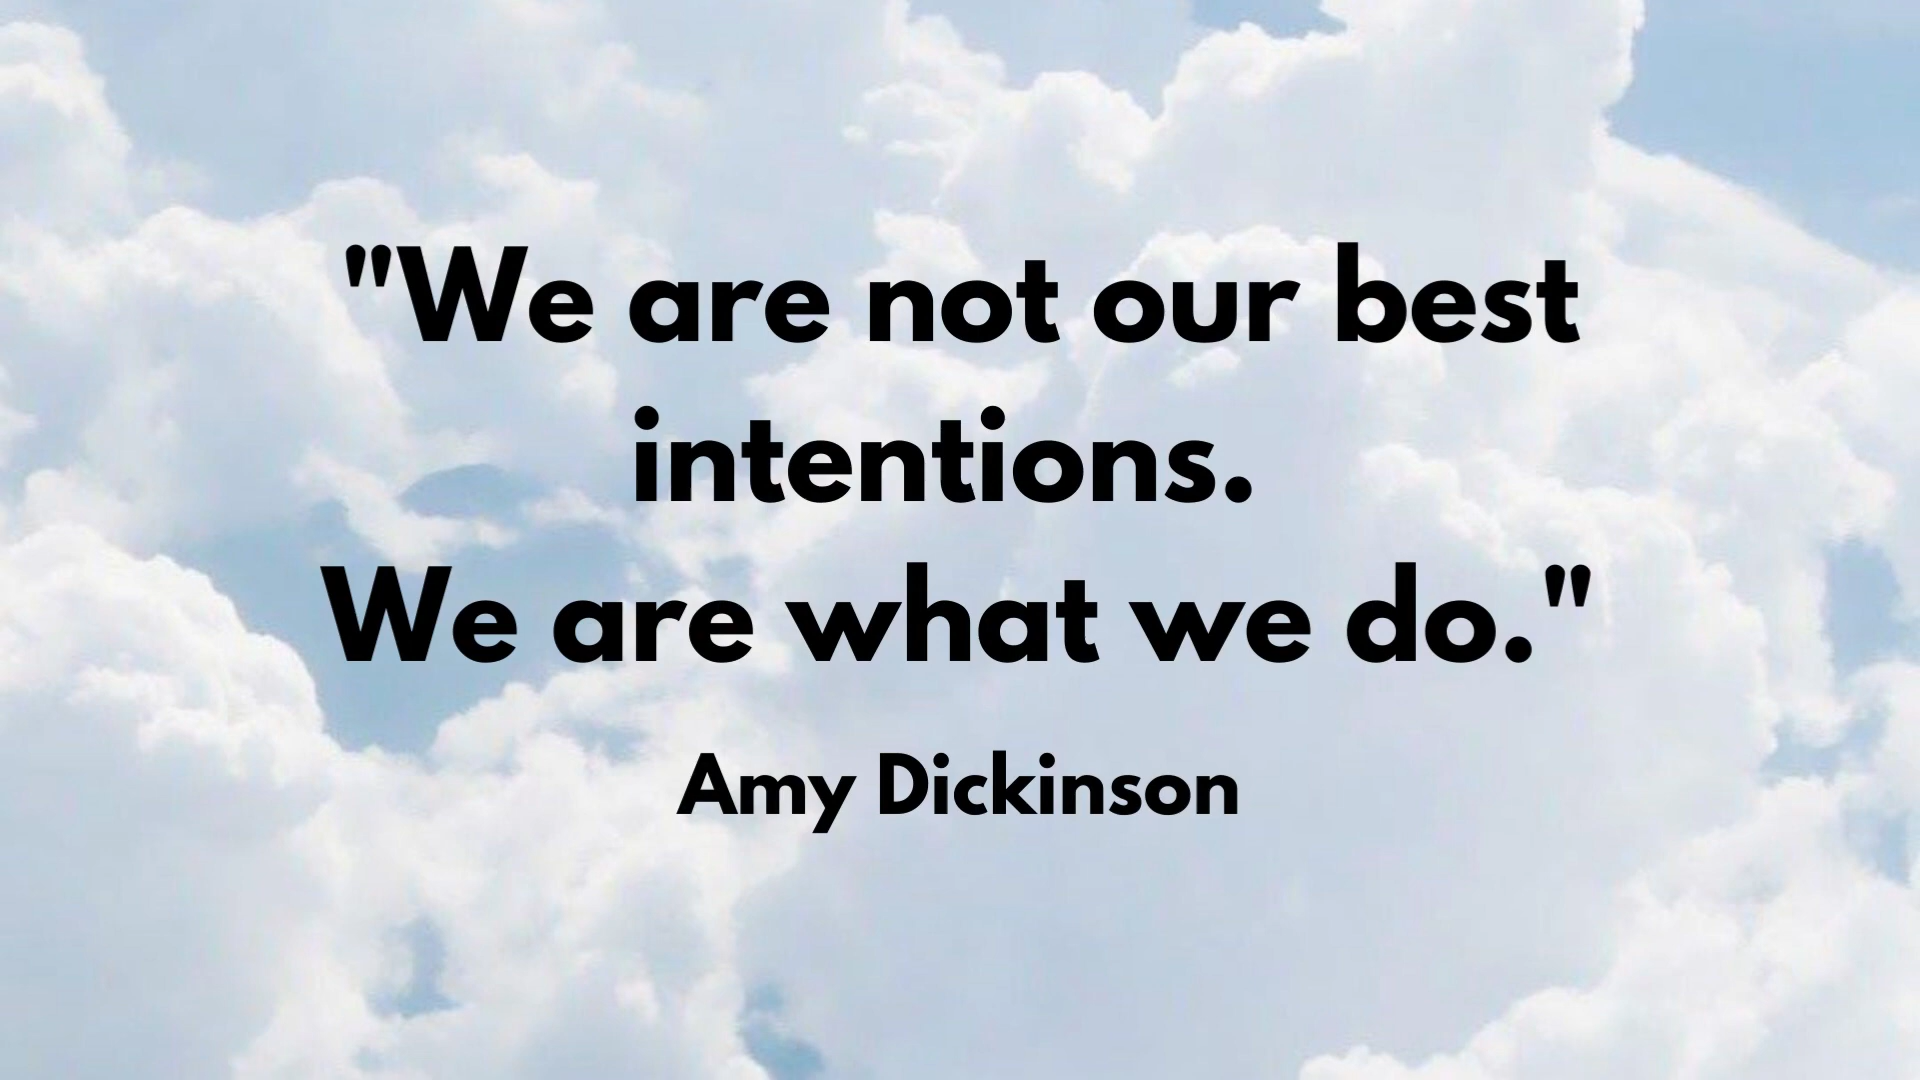 "We are not our best
intentions.
We are what we do."
Amy Dickinson